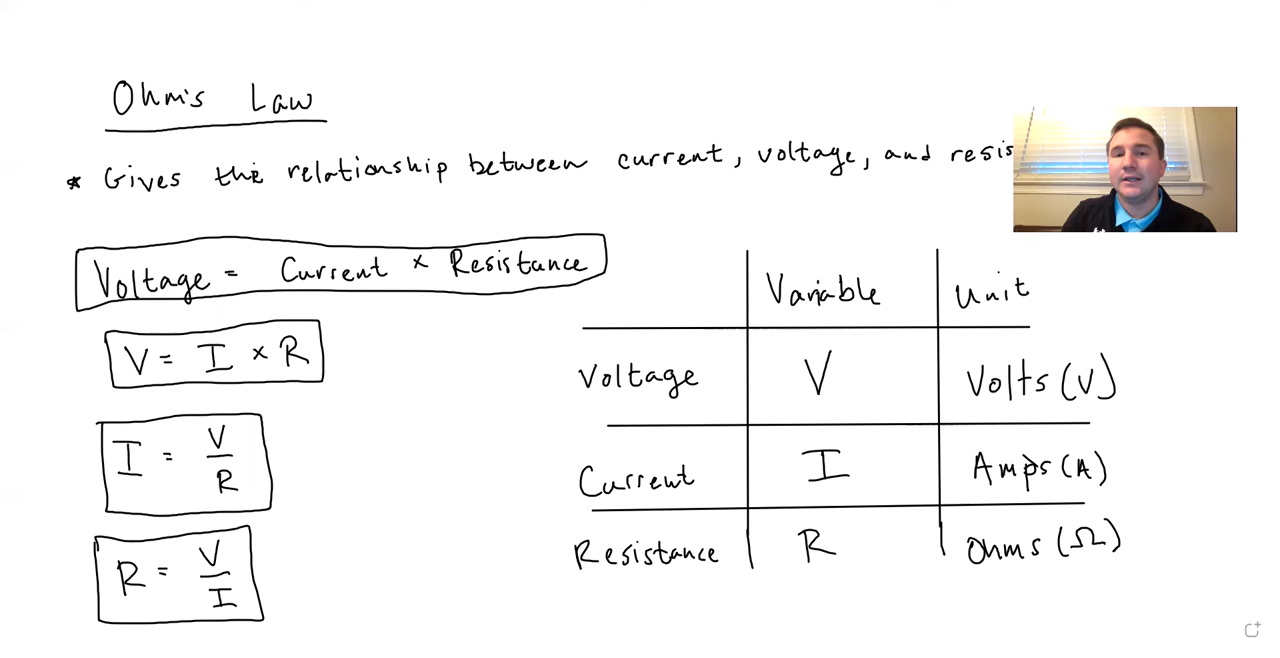 Ohm's Law
* Gives the relationship between current, voltage, and resis
Voltage = Current × Resistance
V = I × R
I = V / R
R = V / I
Variable Unit
Voltage V Volts (V)
Current I Amps (A)
Resistance R Ohms (Ω)